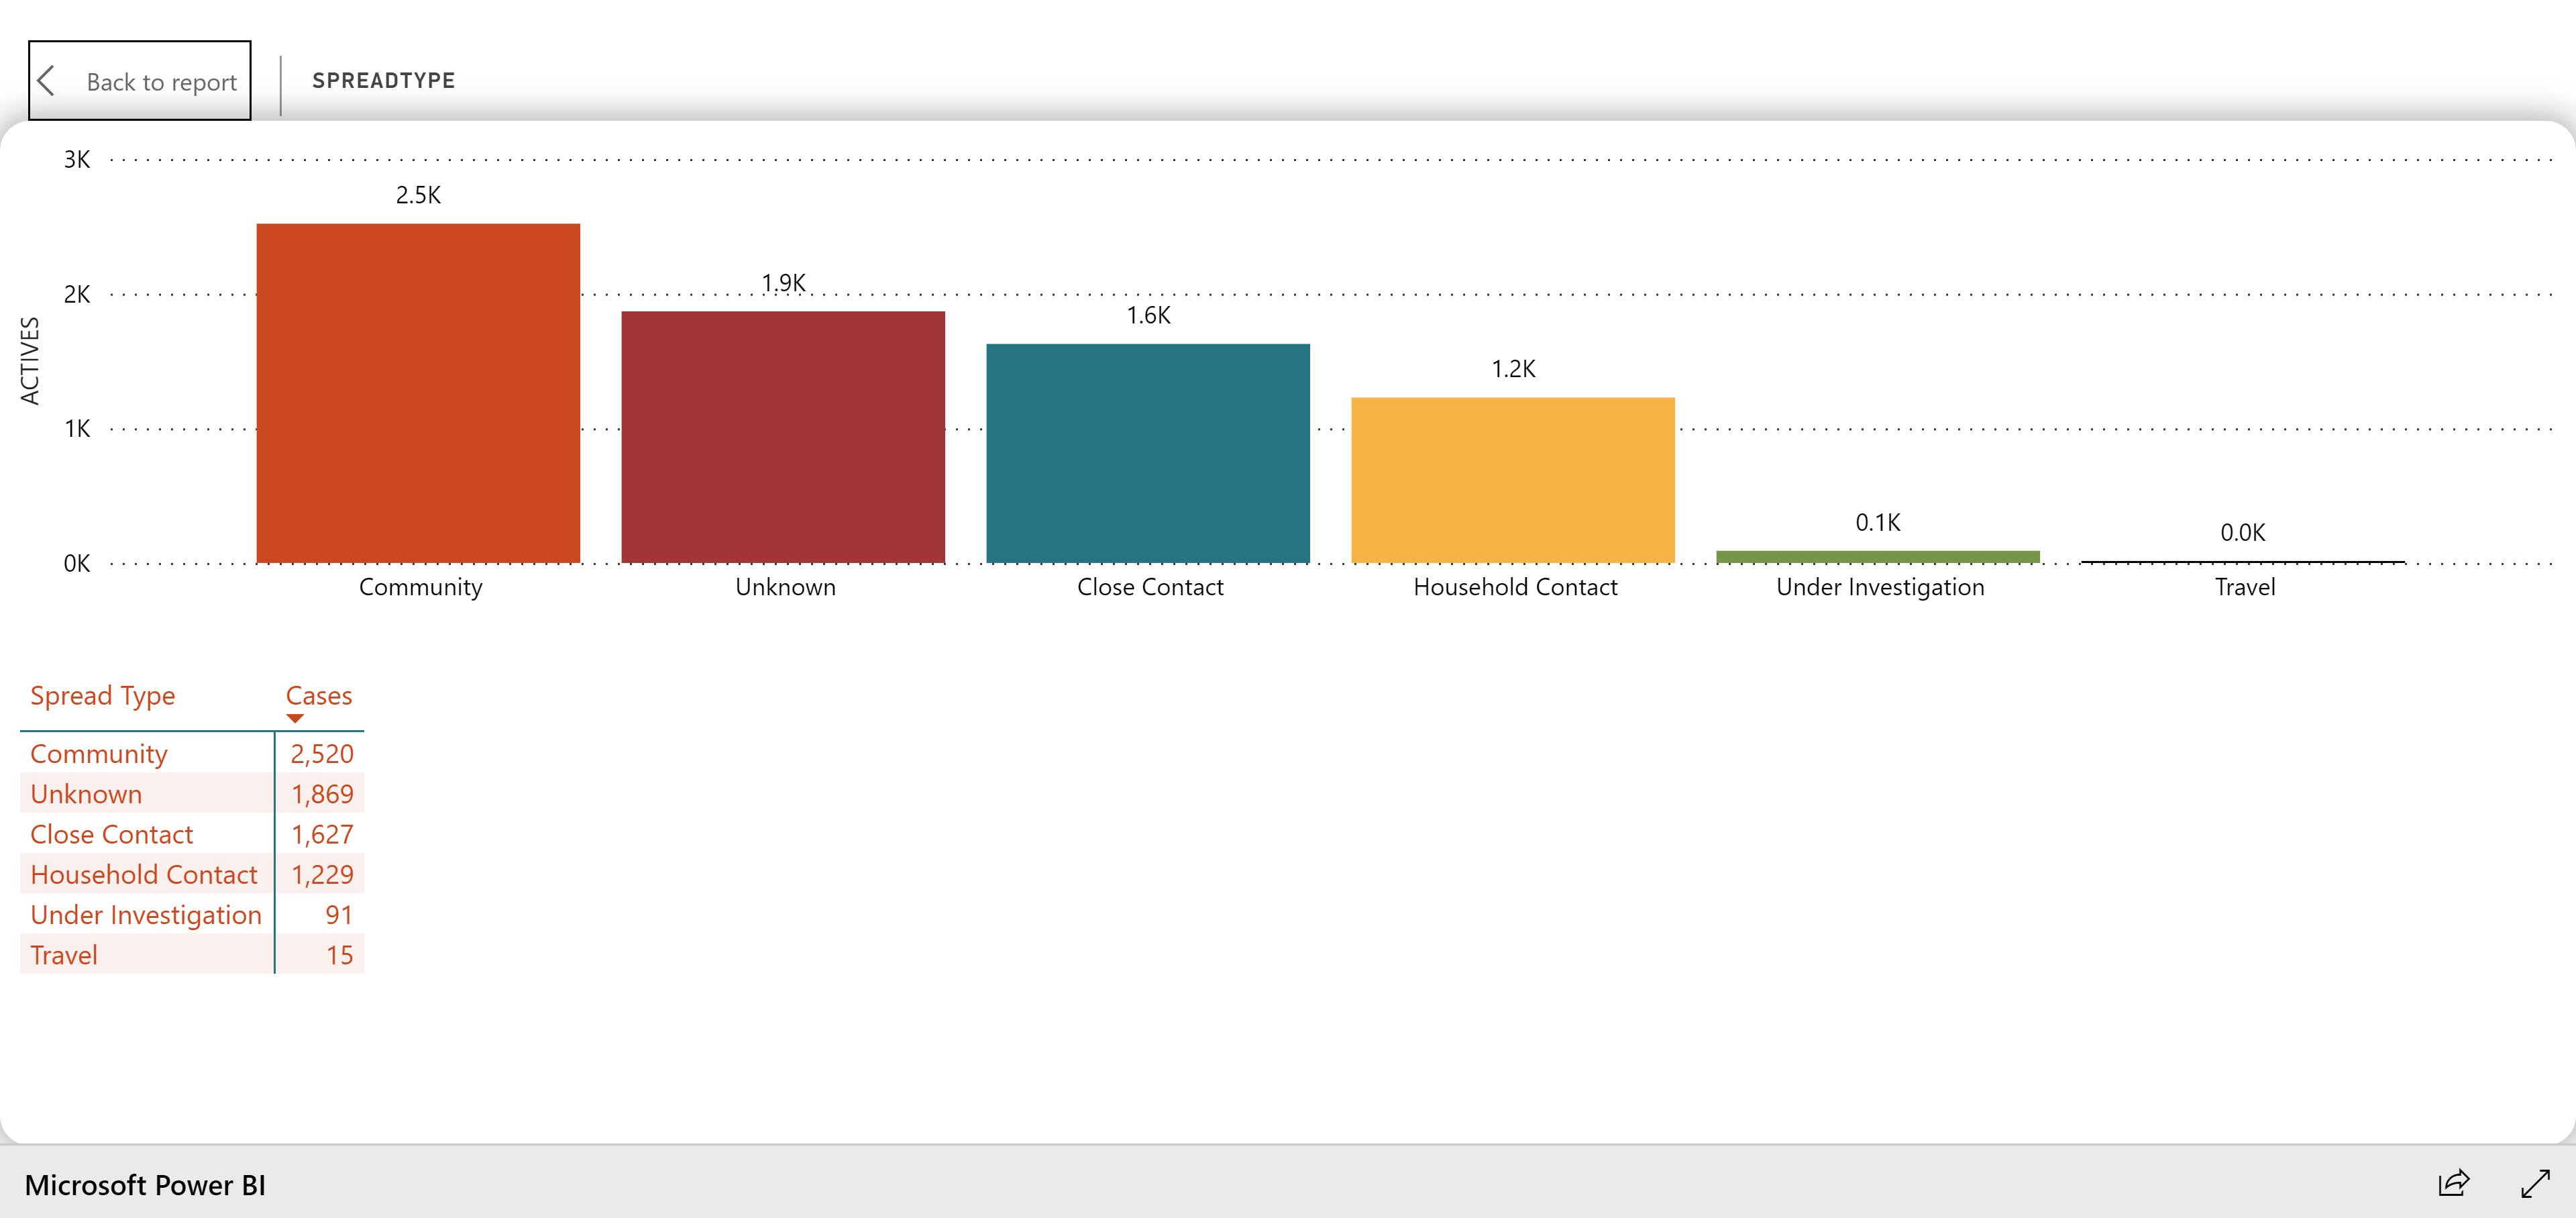 Back to report
SPREADTYPE
3K
2K
1K
0K
ACTIVES
2.5K
1.9K
1.6K
1.2K
0.1K
0.0K
Community
Unknown
Close Contact
Household Contact
Under Investigation
Travel
Spread Type Cases
Community 2,520
Unknown 1,869
Close Contact 1,627
Household Contact 1,229
Under Investigation 91
Travel 15
Microsoft Power BI